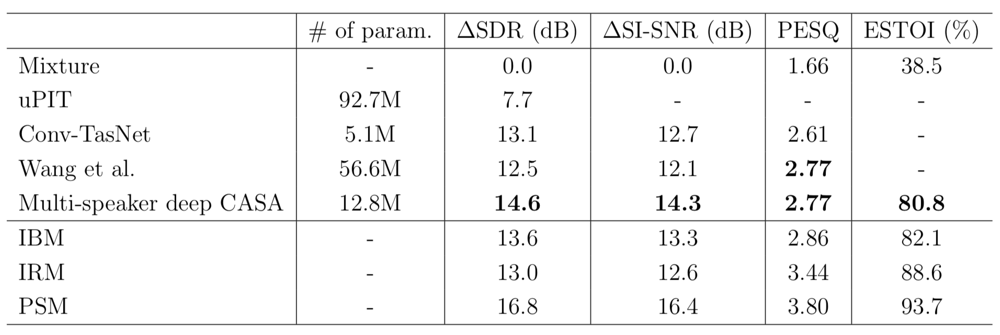 # of param. ΔSDR (dB) ΔSI-SNR (dB) PESQ ESTOI (%)
Mixture - 0.0 0.0 1.66 38.5
uPIT 92.7M 7.7 - - -
Conv-TasNet 5.1M 13.1 12.7 2.61 -
Wang et al. 56.6M 12.5 12.1 2.77 -
Multi-speaker deep CASA 12.8M 14.6 14.3 2.77 80.8
IBM - 13.6 13.3 2.86 82.1
IRM - 13.0 12.6 3.44 88.6
PSM - 16.8 16.4 3.80 93.7